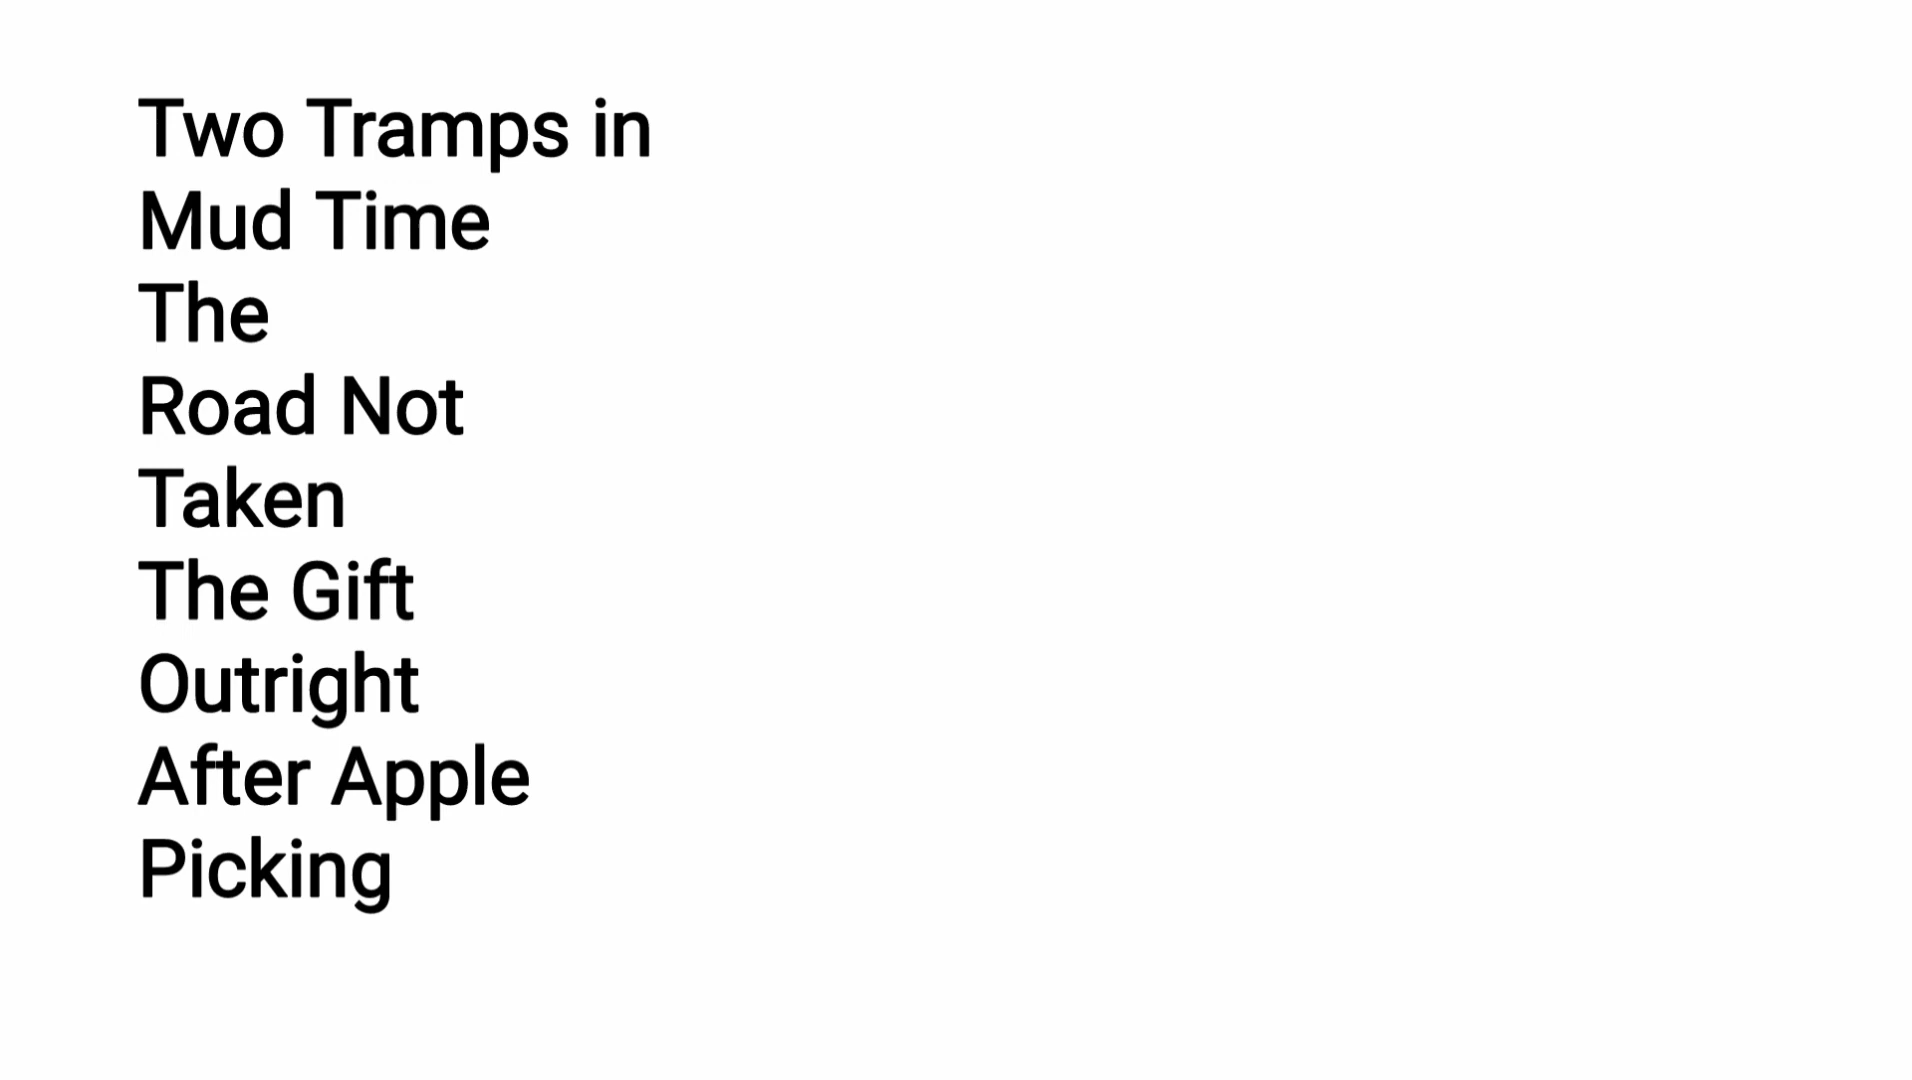 Two Tramps in
Mud Time
The
Road Not
Taken
The Gift
Outright
After Apple
Picking